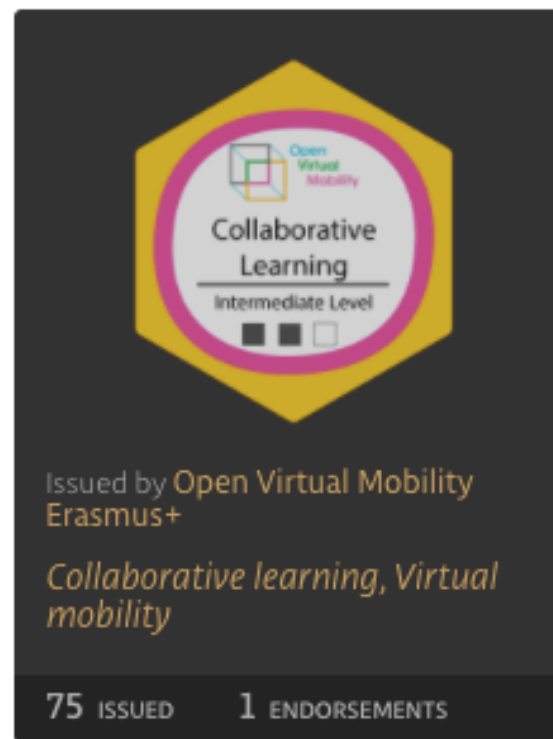 Open
Virtual
Mobility
Collaborative
Learning
Intermediate Level
Issued by Open Virtual Mobility
Erasmus+
Collaborative learning, Virtual
mobility
75 ISSUED 1 ENDORSEMENTS